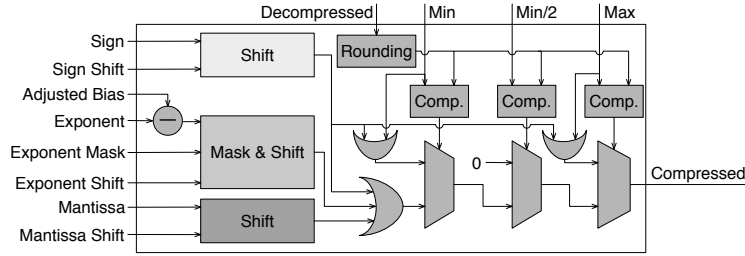 Decompressed Min Min/2 Max
Sign
Sign Shift
Shift
Rounding
Adjusted Bias
Exponent
Exponent Mask
Exponent Shift
Mask & Shift
Comp. Comp. Comp.
0
Compressed
Mantissa
Mantissa Shift
Shift